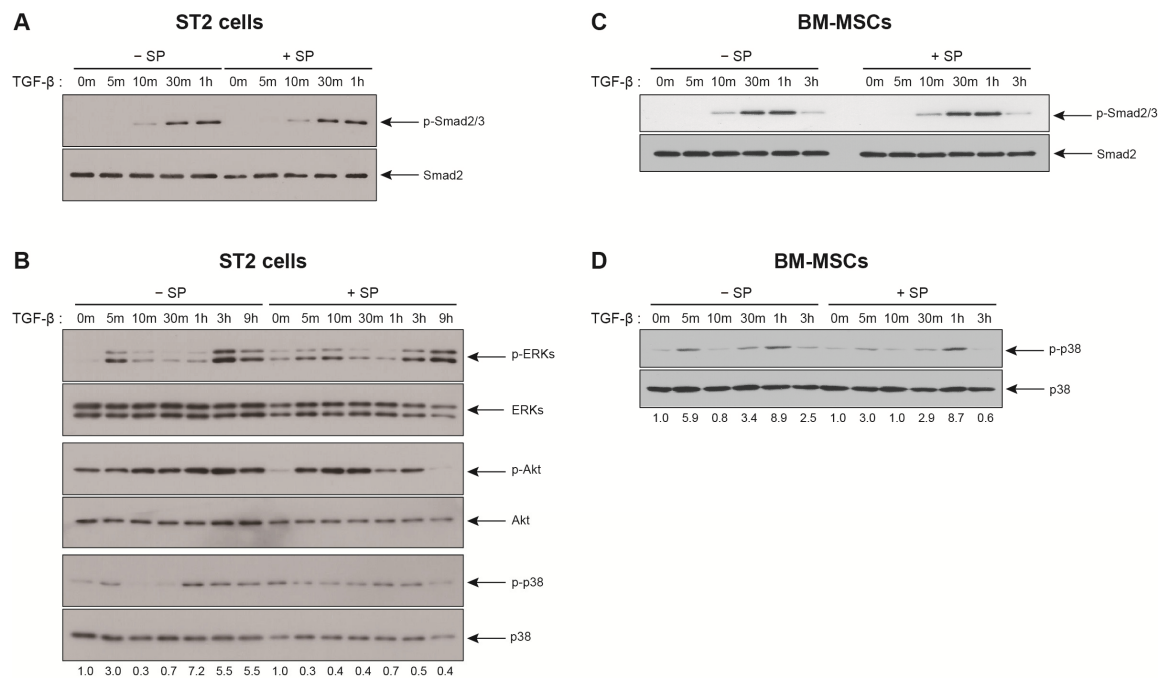 A
ST2 cells
– SP
+ SP
TGF-β : 0m 5m 10m 30m 1h 0m 5m 10m 30m 1h
p-Smad2/3
Smad2
B
ST2 cells
– SP
+ SP
TGF-β : 0m 5m 10m 30m 1h 3h 9h 0m 5m 10m 30m 1h 3h 9h
p-ERKs
ERKs
p-Akt
Akt
p-p38
p38
1.0 3.0 0.3 0.7 7.2 5.5 5.5 1.0 0.3 0.4 0.4 0.7 0.5 0.4
C
BM-MSCs
– SP
+ SP
TGF-β : 0m 5m 10m 30m 1h 3h 0m 5m 10m 30m 1h 3h
p-Smad2/3
Smad2
D
BM-MSCs
– SP
+ SP
TGF-β : 0m 5m 10m 30m 1h 3h 0m 5m 10m 30m 1h 3h
p-p38
p38
1.0 5.9 0.8 3.4 8.9 2.5 1.0 3.0 1.0 2.9 8.7 0.6